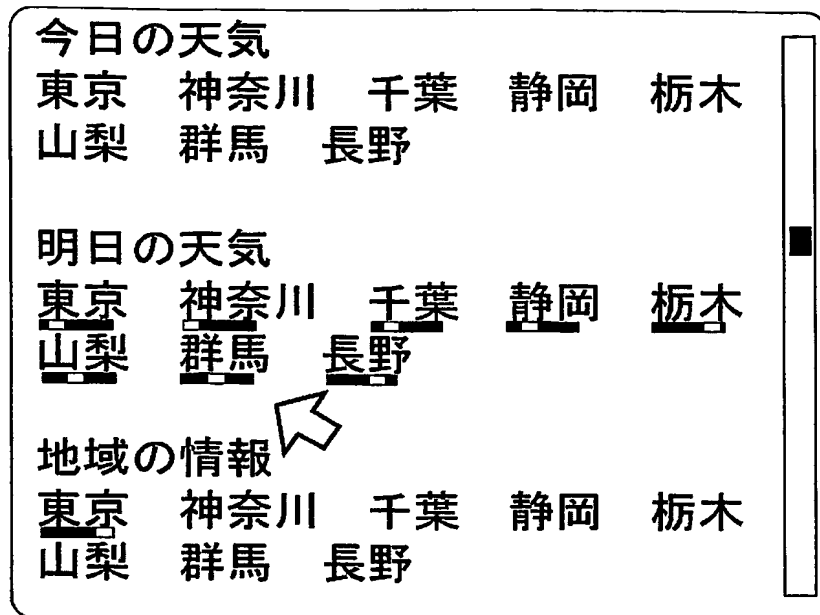 今日の天気
東京 神奈川 千葉 静岡 栃木
山梨 群馬 長野
明日の天気
東京 神奈川 千葉 静岡 栃木
山梨 群馬 長野
地域の情報
東京 神奈川 千葉 静岡 栃木
山梨 群馬 長野